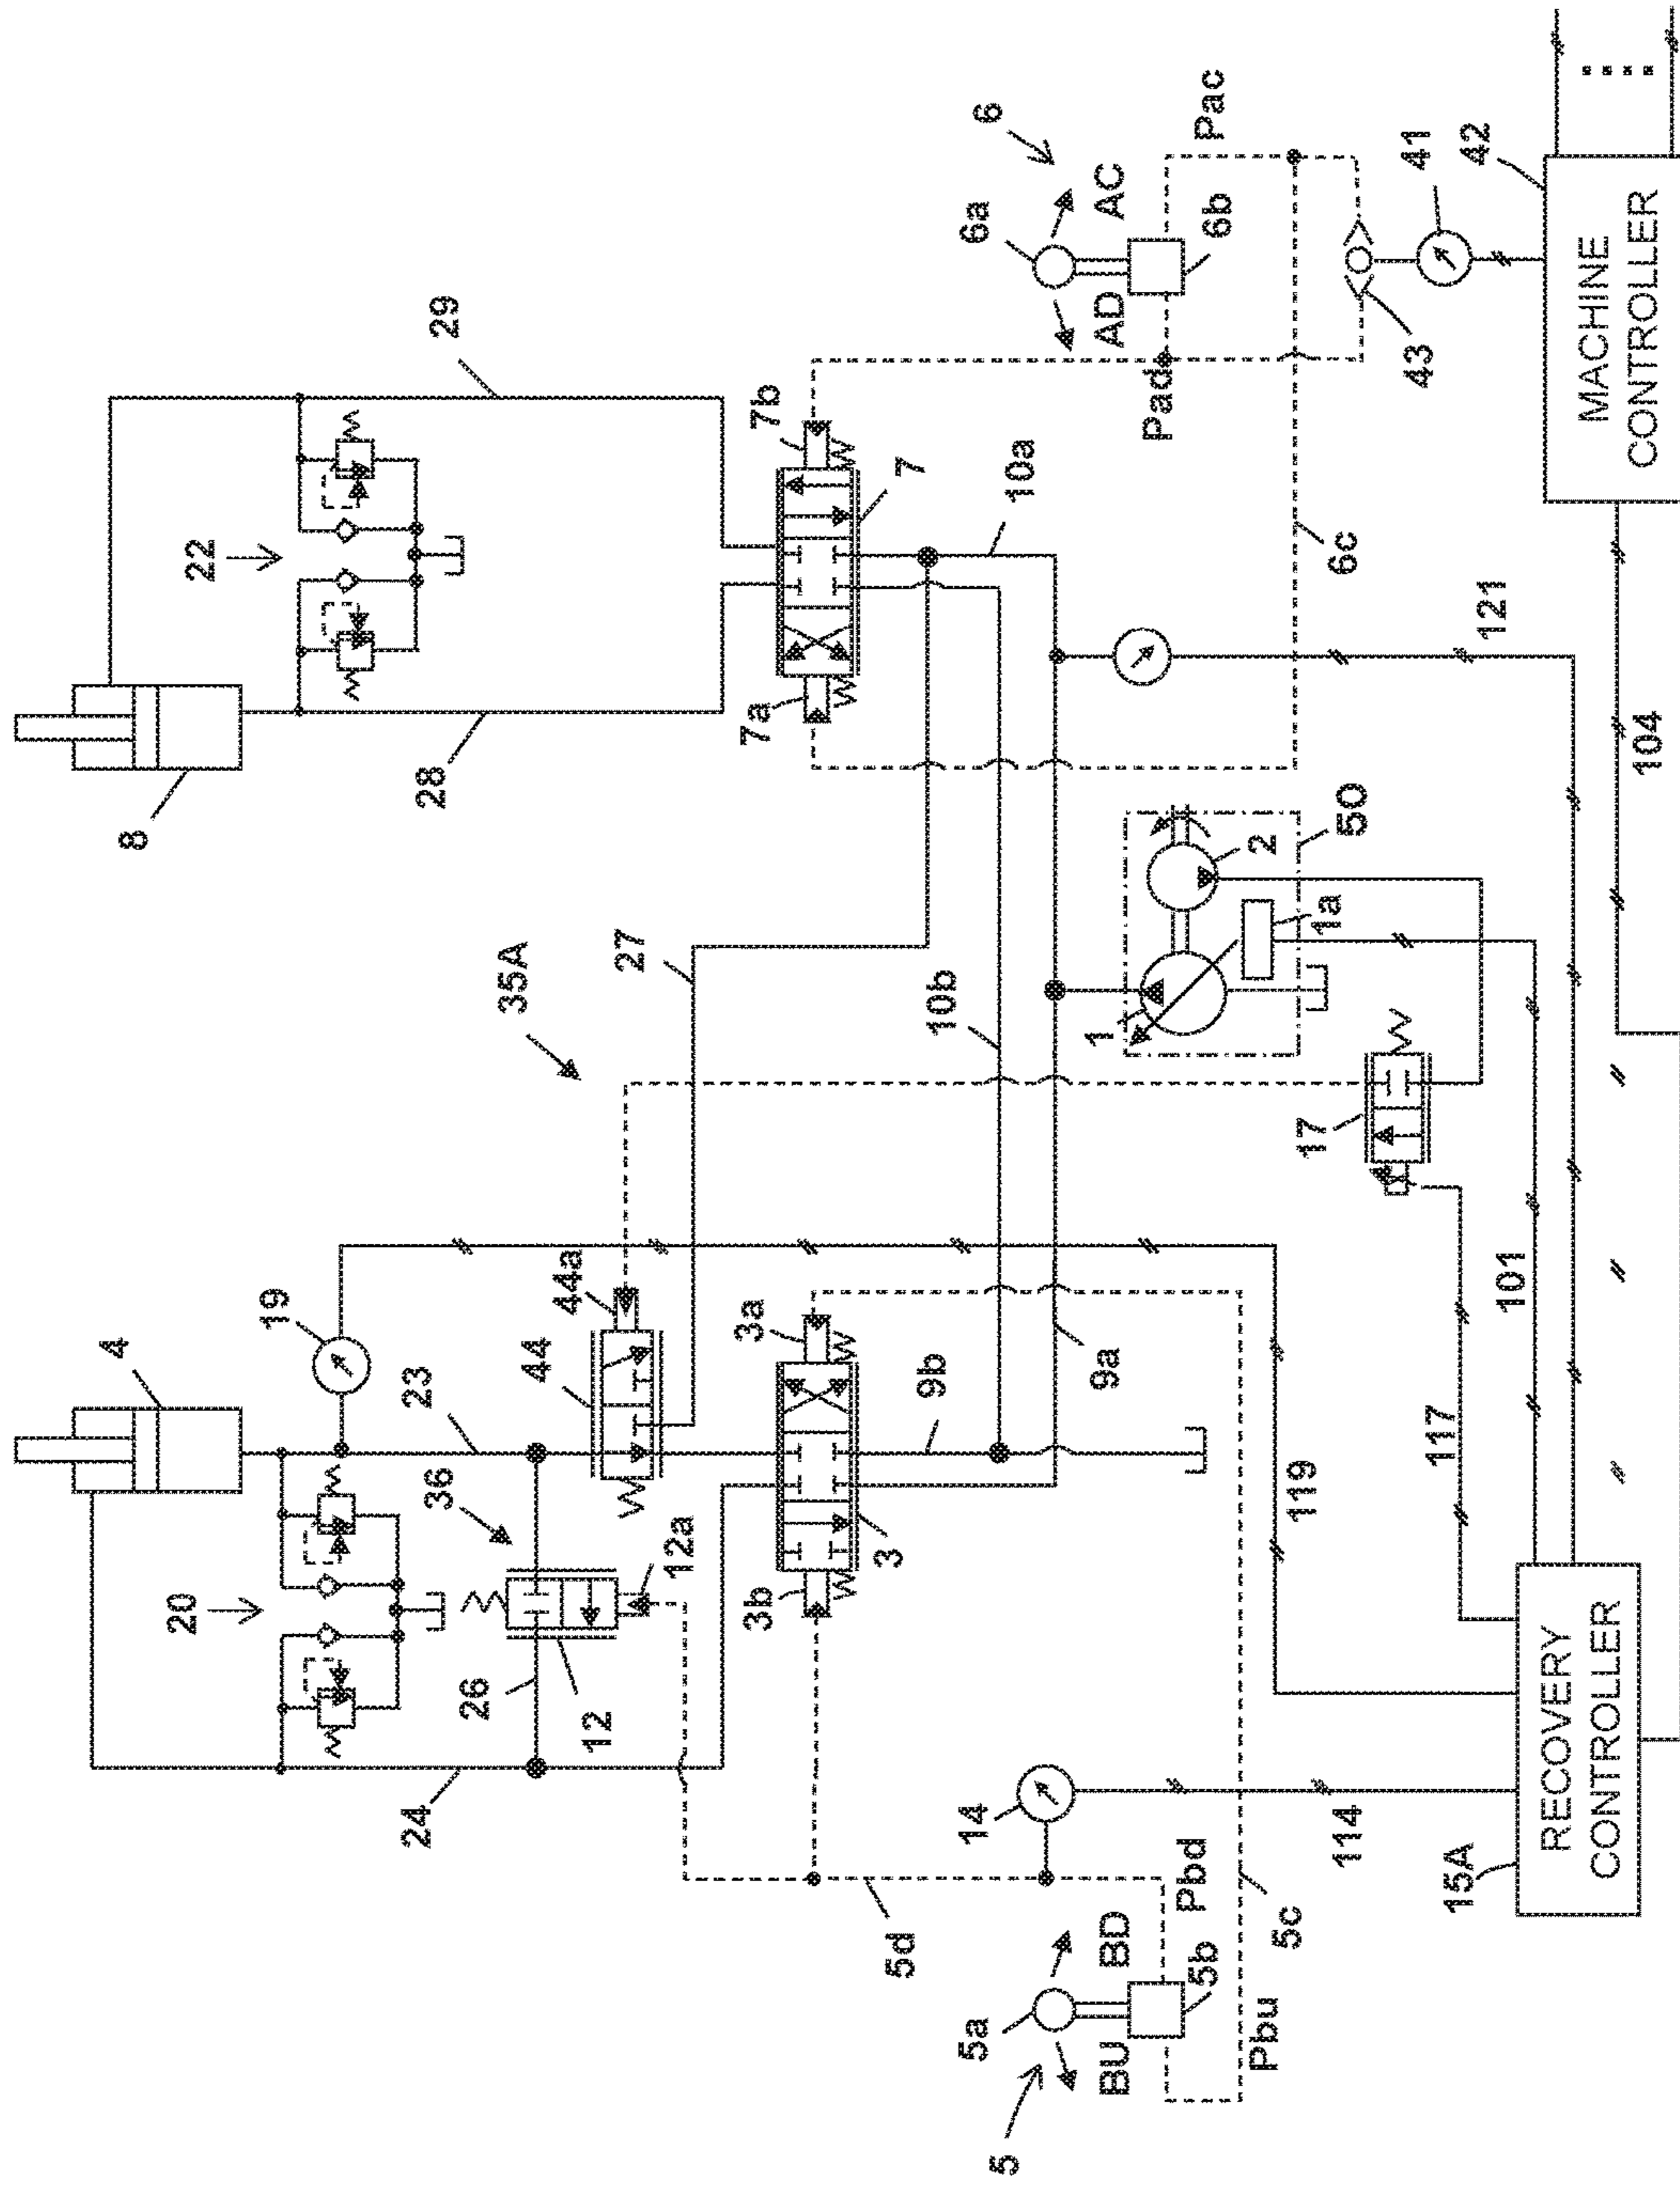 8
22
29
28
7a
7b
7
10a
6
6a
AD
AC
6b
Pad
Pac
6c
43
41
42
MACHINE
CONTROLLER
104
121
50
2
1a
1
27
35A
10b
17
101
117
119
4
19
23
20
36
44
44a
12a
26
12
24
3a
3b
3
9b
9a
14
114
5d
Pbd
5a
BU
BD
5b
5
Pbu
5c
15A
RECOVERY
CONTROLLER